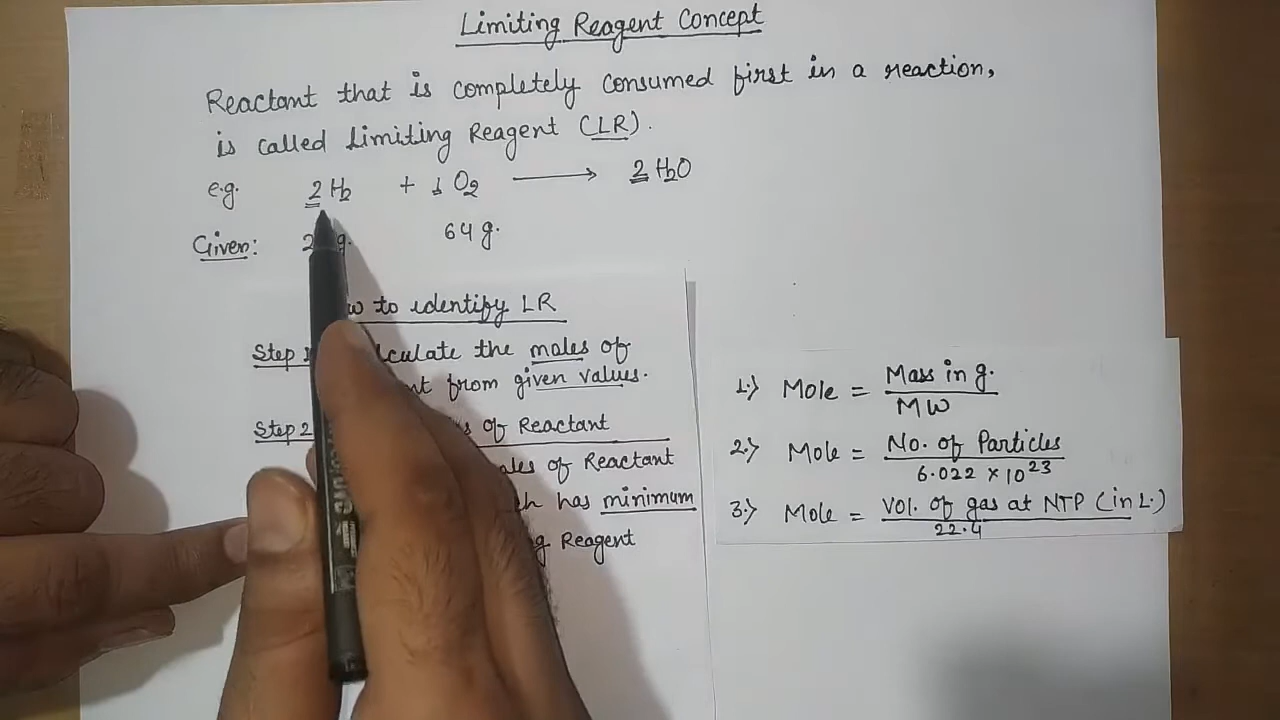 Limiting Reagent Concept
Reactant that is completely consumed first in a reaction,
is called Limiting Reagent (LR).
e.g. 2 H2 + 1 O2 ⟶ 2 H2O
Given: g. 64 g.
to identify LR
Step 1 the moles of
from given values.
Step 2 of Reactant
of Reactant
has minimum
Reagent
1.) Mole = Mass in g.
MW
2.) Mole = No. of Particles
6.022 × 10^23
3.) Mole = Vol. of gas at NTP (in L.)
22.4